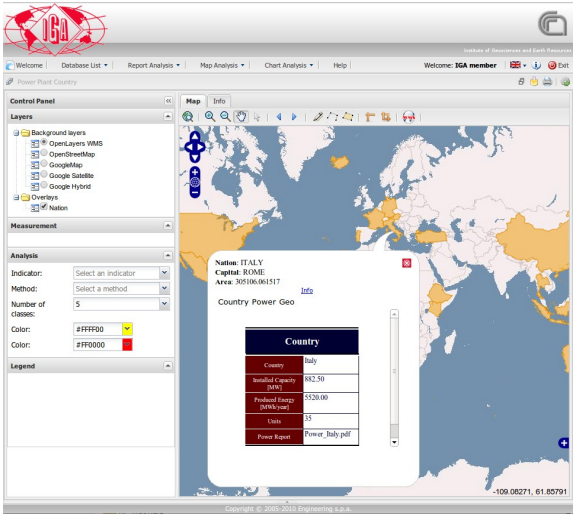 IGA
Institute of Geosciences and Earth Resources
Welcome Database List Report Analysis Map Analysis Chart Analysis Help Welcome: IGA member Exit
Power Plant Country
Control Panel
Layers
Background layers
OpenLayers WMS
OpenStreetMap
GoogleMap
Google Satellite
Google Hybrid
Overlays
Nation
Measurement
Analysis
Indicator: Select an indicator
Method: Select a method
Number of classes: 5
Color: #FFFF00
Color: #FF0000
Legend
Map Info
Nation: ITALY
Capital: ROME
Area: 305106.061517
Info
Country Power Geo
Country
Country Italy
Installed Capacity [MW] 882.50
Produced Energy [MWh/year] 5520.00
Units 35
Power Report Power_Italy.pdf
-109.08271, 61.85791
Copyright © 2005-2010 Engineering s.p.a.